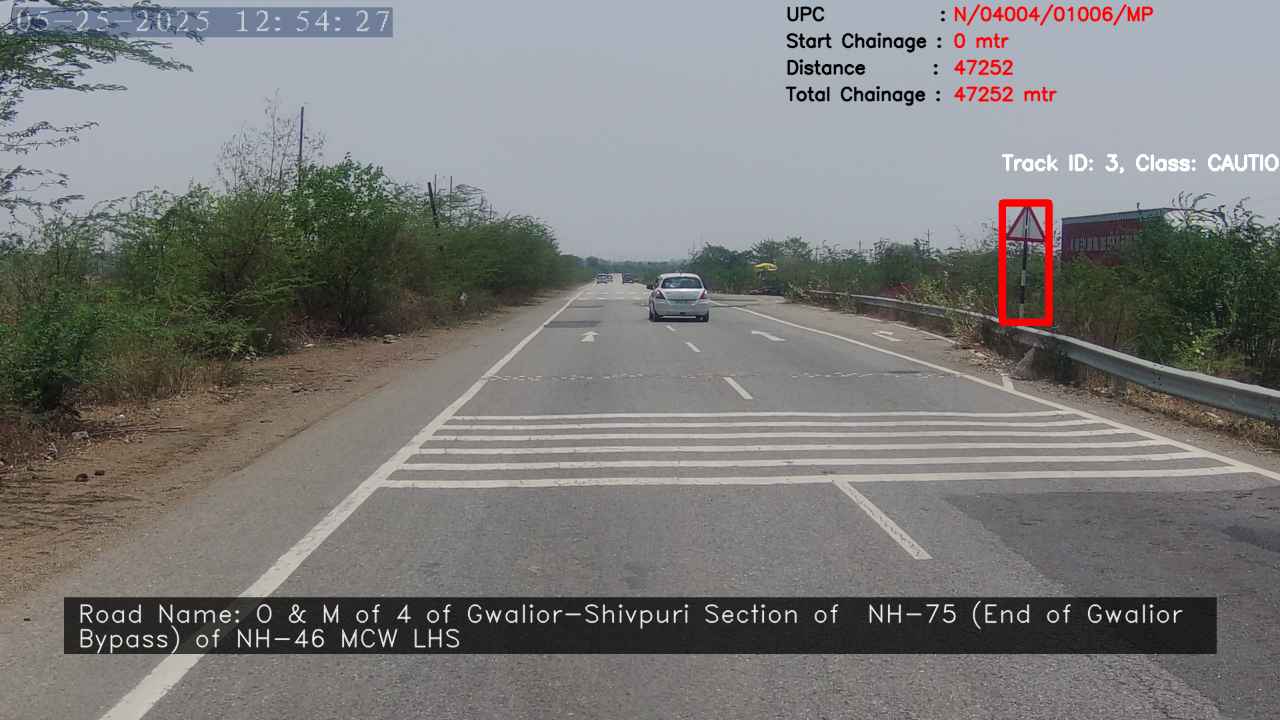 05-25-2025 12:54:27
UPC : N/04004/01006/MP
Start Chainage : 0 mtr
Distance : 47252
Total Chainage : 47252 mtr
Track ID: 3, Class: CAUTIO
Road Name: O & M of 4 of Gwalior-Shivpuri Section of NH-75 (End of Gwalior
Bypass) of NH-46 MCW LHS